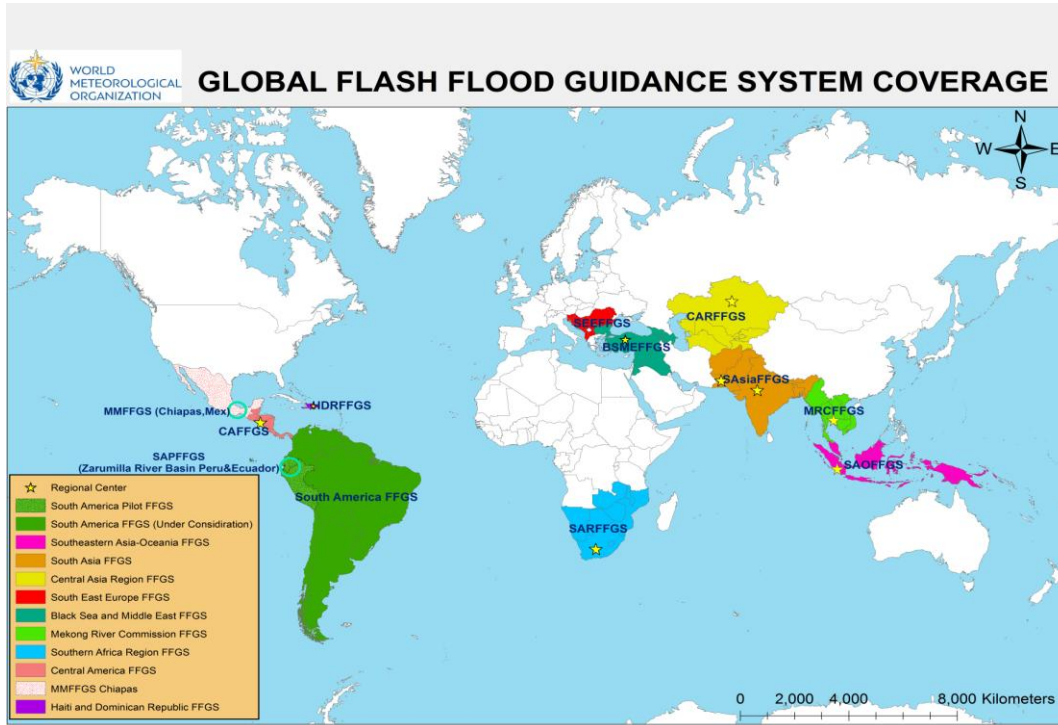 WORLD
METEOROLOGICAL
ORGANIZATION
GLOBAL FLASH FLOOD GUIDANCE SYSTEM COVERAGE
N
W E
S
CARFFGS
SEEFFGS
BSMEFFGS
SAsiaFFGS
MRCFFGS
SAOFFGS
MMFFGS (Chiapas,Mex)
HDRFFGS
CAFFGS
SAPFFGS
(Zarumilla River Basin Peru&Ecuador)
South America FFGS
SARFFGS
Regional Center
South America Pilot FFGS
South America FFGS (Under Considiration)
Southeastern Asia-Oceania FFGS
South Asia FFGS
Central Asia Region FFGS
South East Europe FFGS
Black Sea and Middle East FFGS
Mekong River Commission FFGS
Southern Africa Region FFGS
Central America FFGS
MMFFGS Chiapas
Haiti and Dominican Republic FFGS
0 2,000 4,000 8,000 Kilometers